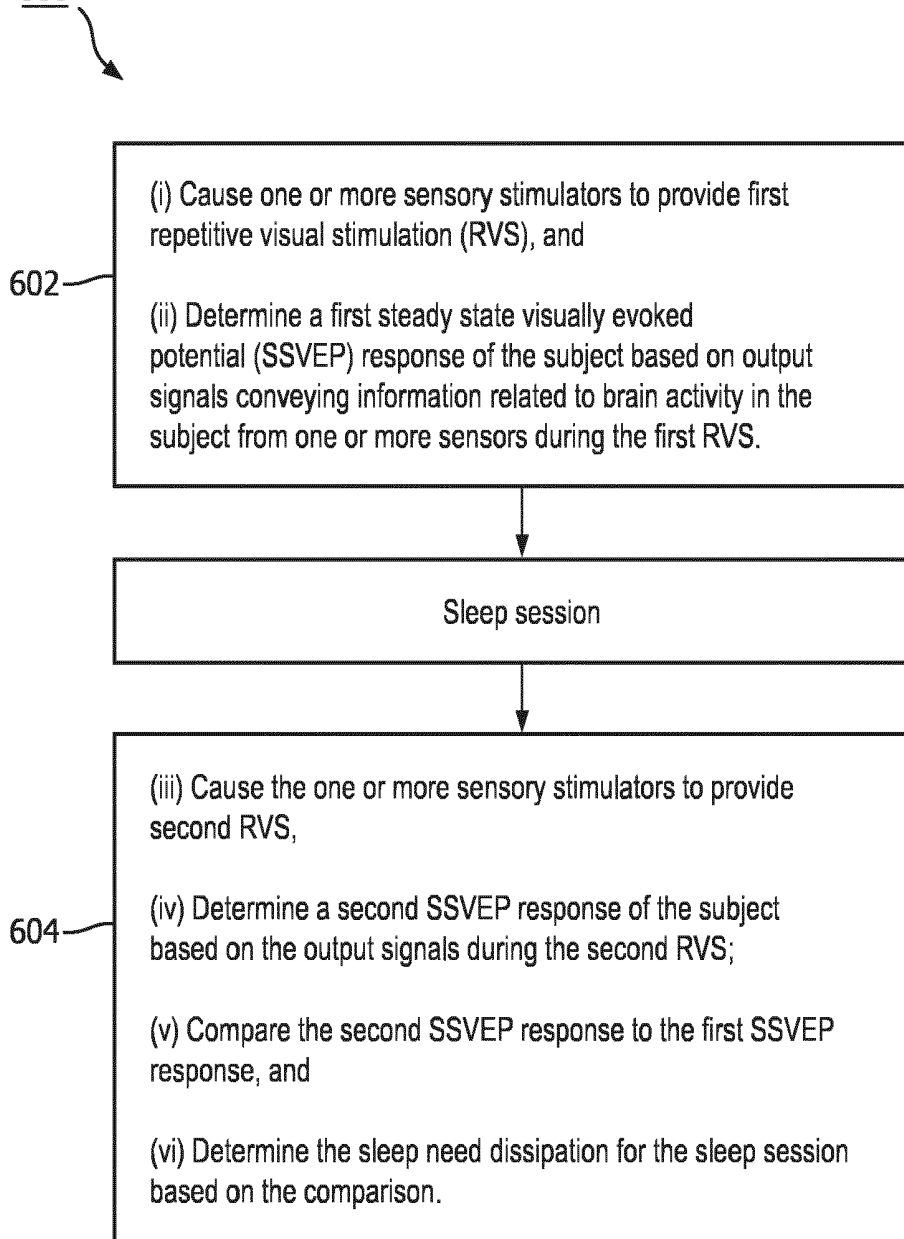 (i) Cause one or more sensory stimulators to provide first
repetitive visual stimulation (RVS), and
602
(ii) Determine a first steady state visually evoked
potential (SSVEP) response of the subject based on output
signals conveying information related to brain activity in the
subject from one or more sensors during the first RVS.
Sleep session
(iii) Cause the one or more sensory stimulators to provide
second RVS,
604
(iv) Determine a second SSVEP response of the subject
based on the output signals during the second RVS;
(v) Compare the second SSVEP response to the first SSVEP
response, and
(vi) Determine the sleep need dissipation for the sleep session
based on the comparison.